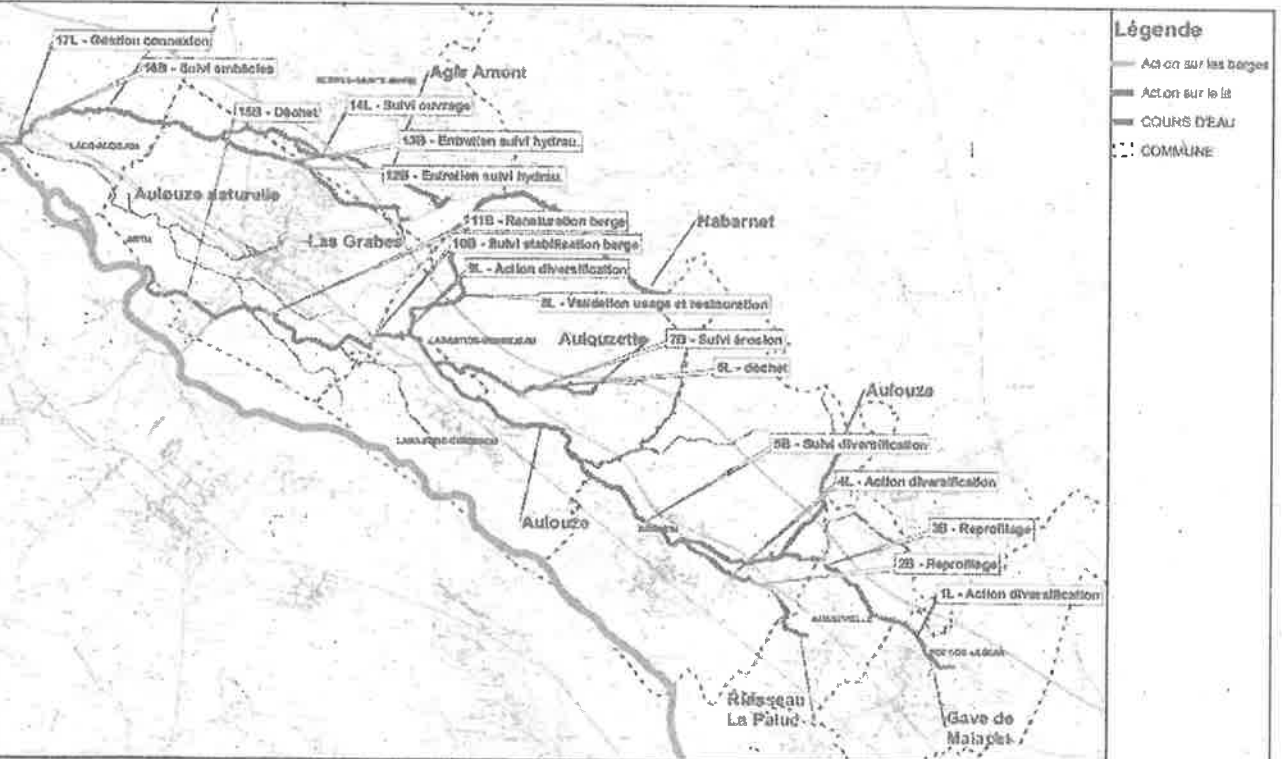 17L - Gestion connexion
16B - Suivi embâcles
Agle Amont
15B - Déchet
14L - Suivi ouvrage
13B - Entretien suivi hydrau.
12B - Entretien suivi hydrau.
Aulouze naturelle
Las Grabes
11B - Renaturation berge
10B - Suivi stabilisation berge
Habarnet
9L - Action diversification
8L - Validation usage et restauration
Aulouzette
7B - Suivi érosion
6L - déchet
Aulouze
5B - Suivi diversification
4L - Action diversification
Aulouze
3B - Reprofilage
2B - Reprofilage
1L - Action diversification
AUSSEVIELLE
Ruisseau
La Palud
Gave de
Légende
Action sur les berges
Action sur le lit
COURS D'EAU
COMMUNE